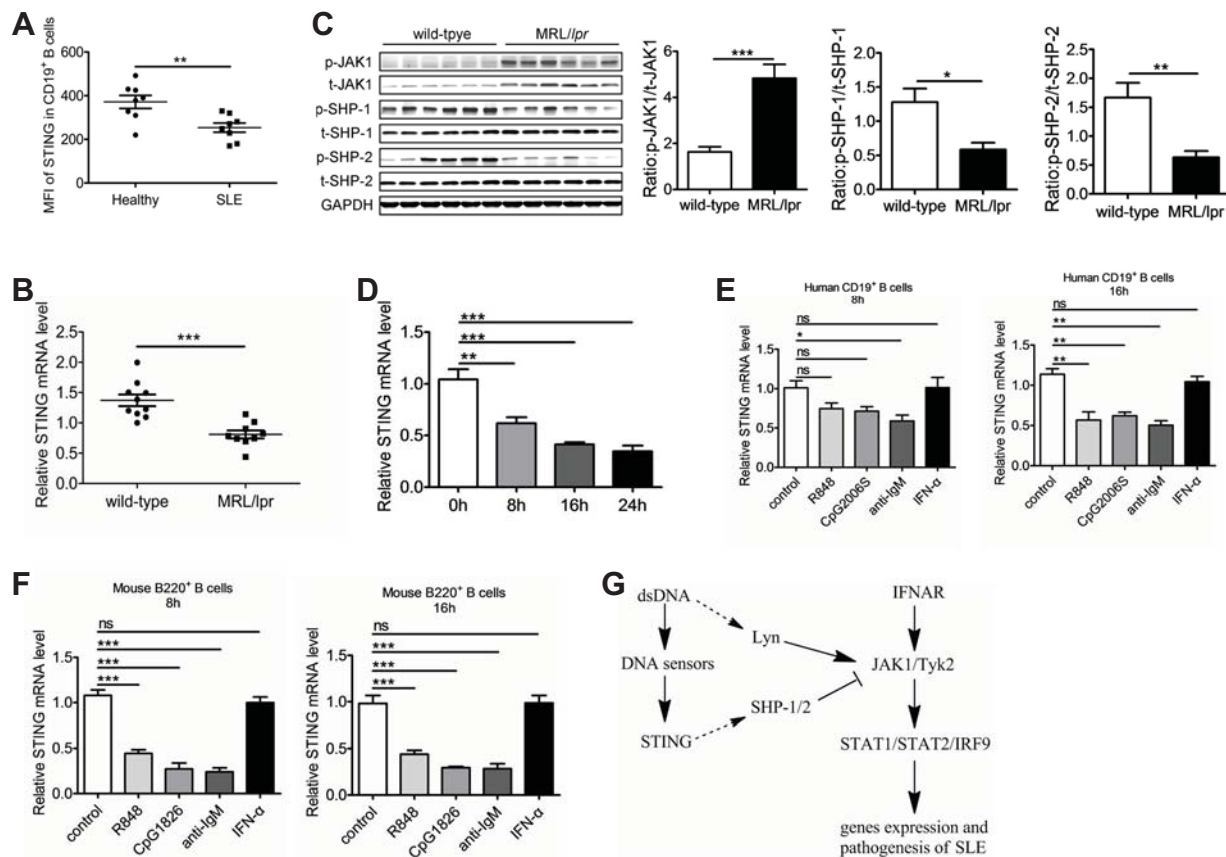 A
MFI of STING in CD19+ B cells
600
400
200
0
**
Healthy
SLE
C
wild-tpye
MRL/lpr
p-JAK1
t-JAK1
p-SHP-1
t-SHP-1
p-SHP-2
t-SHP-2
GAPDH
Ratio:p-JAK1/t-JAK1
6
4
2
0
***
wild-type
MRL/lpr
Ratio:p-SHP-1/t-SHP-1
2.0
1.5
1.0
0.5
0.0
*
wild-type
MRL/lpr
Ratio:p-SHP-2/t-SHP-2
2.0
1.5
1.0
0.5
0.0
**
wild-type
MRL/lpr
B
Relative STING mRNA level
2.5
2.0
1.5
1.0
0.5
0.0
***
wild-type
MRL/lpr
D
Relative STING mRNA level
1.5
1.0
0.5
0.0
***
***
**
0h
8h
16h
24h
E
Human CD19+ B cells
8h
Relative STING mRNA level
1.5
1.0
0.5
0.0
ns
*
ns
ns
control
R848
CpG2006S
anti-IgM
IFN-α
Human CD19+ B cells
16h
Relative STING mRNA level
1.5
1.0
0.5
0.0
ns
**
**
**
control
R848
CpG2006S
anti-IgM
IFN-α
F
Mouse B220+ B cells
8h
Relative STING mRNA level
1.5
1.0
0.5
0.0
ns
***
***
***
control
R848
CpG1826
anti-IgM
IFN-α
Mouse B220+ B cells
16h
Relative STING mRNA level
1.5
1.0
0.5
0.0
ns
***
***
***
control
R848
CpG1826
anti-IgM
IFN-α
G
dsDNA
IFNAR
Lyn
DNA sensors
JAK1/Tyk2
SHP-1/2
STING
STAT1/STAT2/IRF9
genes expression and
pathogenesis of SLE